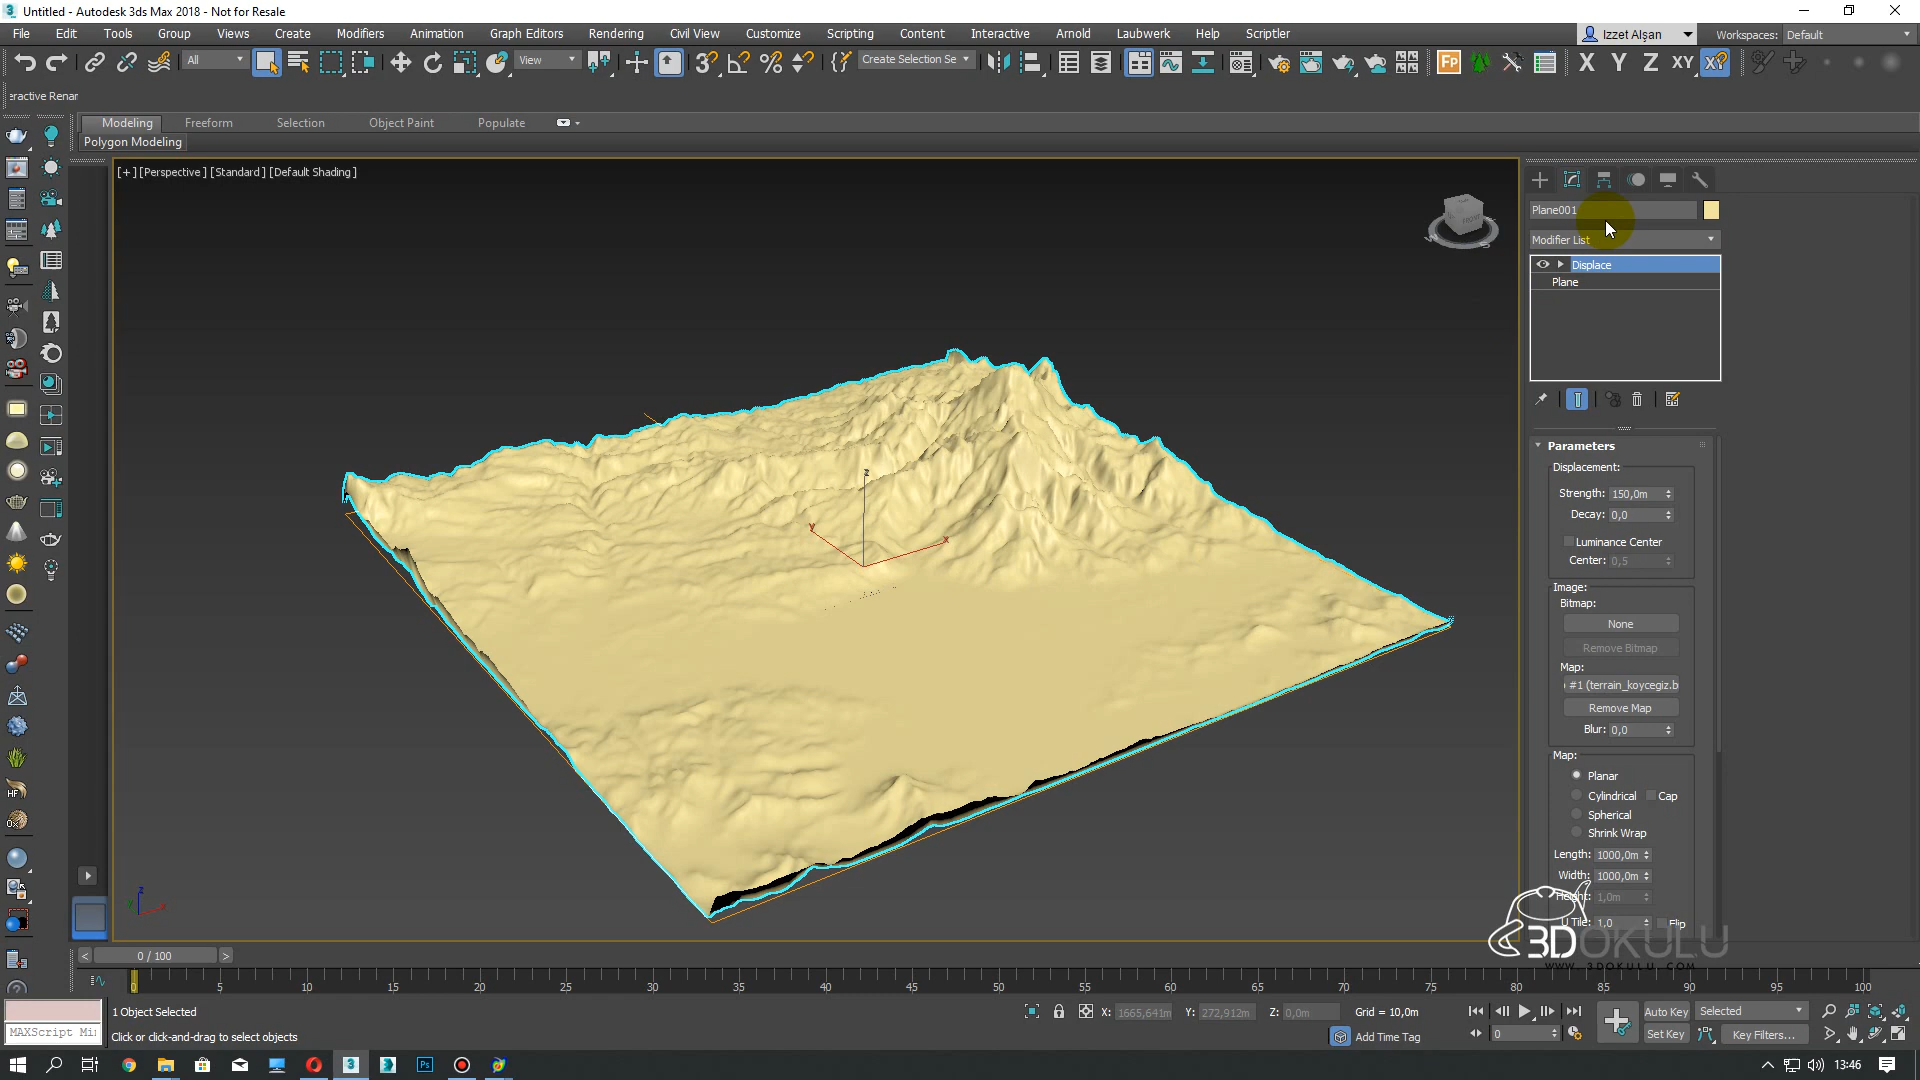 Untitled - Autodesk 3ds Max 2018 - Not for Resale
File Edit Tools Group Views Create Modifiers Animation Graph Editors Rendering Civil View Customize Scripting Content Interactive Arnold Laubwerk Help Scriptler Izzet Alşan Workspaces: Default
All View Create Selection Se X Y Z XY
eractive Renar
Modeling Freeform Selection Object Paint Populate
Polygon Modeling
[+] [Perspective] [Standard] [Default Shading]
Plane001
Modifier List
Displace
Plane
Parameters
Displacement:
Strength: 150,0m
Decay: 0,0
Luminance Center
Center: 0,5
Image:
Bitmap:
None
Remove Bitmap
Map:
#1 (terrain_koycegiz.b
Remove Map
Blur: 0,0
Map:
Planar
Cylindrical Cap
Spherical
Shrink Wrap
Length: 1000,0m
Width: 1000,0m
Height: 1,0m
U Tile: 1,0 Flip
3DOKULU
WWW.3DOKULU.COM
FRONT
z
y
x
< 0 / 100 >
0 5 10 15 20 25 30 35 40 45 50 55 60 65 70 75 80 85 90 95 100
1 Object Selected X: 1665,641m Y: 272,912m Z: 0,0m Grid = 10,0m Auto Key Selected
MAXScript Mi Click or click-and-drag to select objects Add Time Tag 0 Set Key Key Filters...
13:46